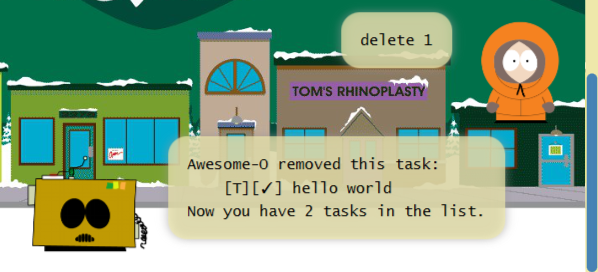 delete 1
TOM'S RHINOPLASTY
Awesome-O removed this task:
[T][✓] hello world
Now you have 2 tasks in the list.